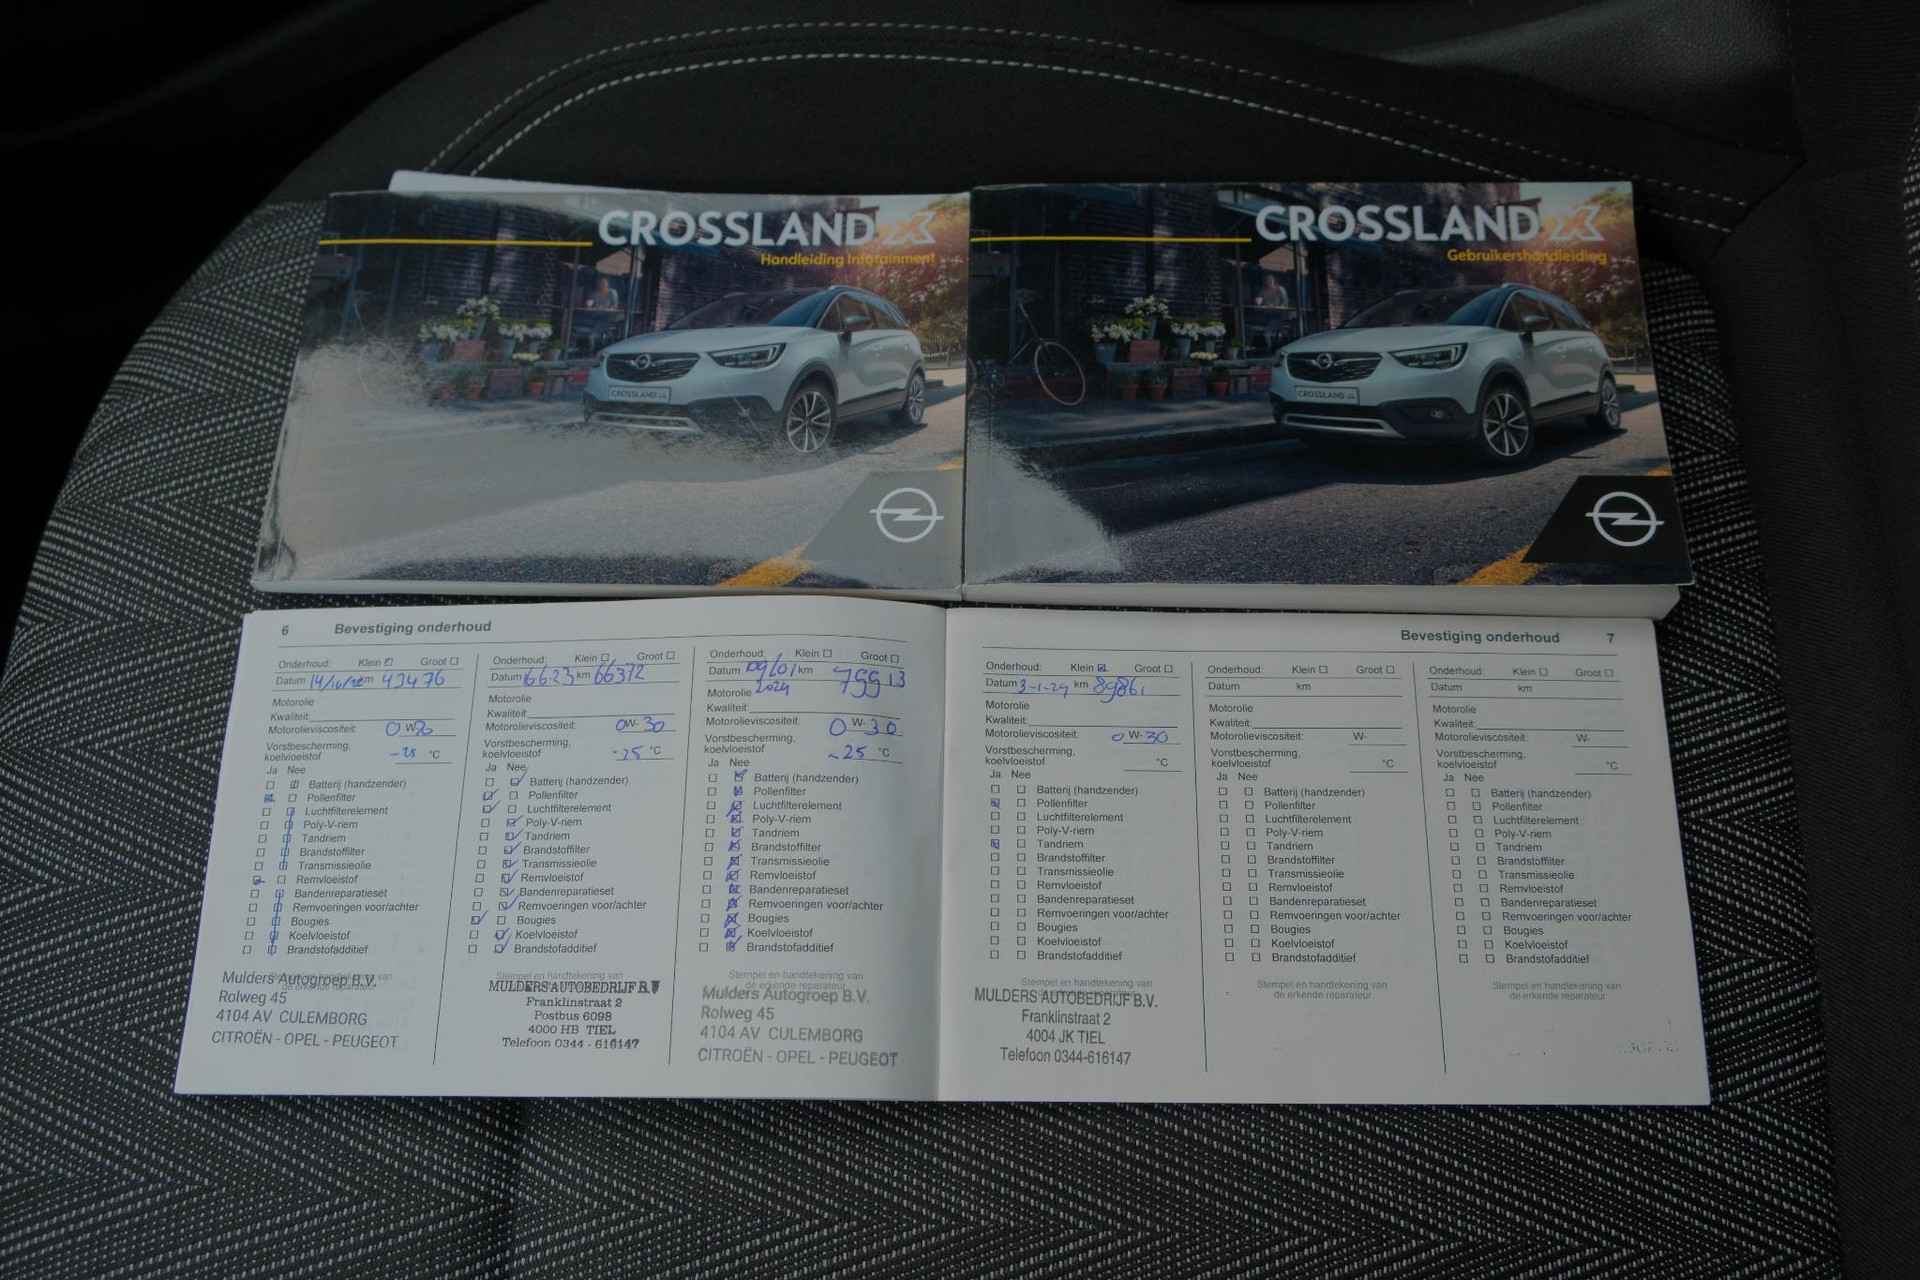 CROSSLAND X
Handleiding Infotainment
CROSSLAND X
CROSSLAND X
Gebruikershandleiding
CROSSLAND X
6 Bevestiging onderhoud
Onderhoud: Klein Groot
Datum 14/10/ km 43476
Motorolie
Kwaliteit:
Motorolieviscositeit: 0 W-
Vorstbescherming,
koelvloeistof -25 °C
Ja Nee
Batterij (handzender)
Pollenfilter
Luchtfilterelement
Poly-V-riem
Tandriem
Brandstoffilter
Transmissieolie
Remvloeistof
Bandenreparatieset
Remvoeringen voor/achter
Bougies
Koelvloeistof
Brandstofadditief
Stempel en handtekening van
de erkende reparateur
Mulders Autogroep B.V.
Rolweg 45
4104 AV CULEMBORG
CITROËN - OPEL - PEUGEOT
Onderhoud: Klein Groot
Datum 6623 km 66372
Motorolie
Kwaliteit:
Motorolieviscositeit: 0W-30
Vorstbescherming,
koelvloeistof -25 °C
Ja Nee
Batterij (handzender)
Pollenfilter
Luchtfilterelement
Poly-V-riem
Tandriem
Brandstoffilter
Transmissieolie
Remvloeistof
Bandenreparatieset
Remvoeringen voor/achter
Bougies
Koelvloeistof
Brandstofadditief
Stempel en handtekening van
MULDERS AUTOBEDRIJF B.V
Franklinstraat 2
Postbus 6098
4000 HB TIEL
Telefoon 0344 - 616147
Onderhoud: Klein Groot
Datum 09/01 km 79913
Motorolie 2024
Kwaliteit:
Motorolieviscositeit: 0 W-30
Vorstbescherming,
koelvloeistof -25 °C
Ja Nee
Batterij (handzender)
Pollenfilter
Luchtfilterelement
Poly-V-riem
Tandriem
Brandstoffilter
Transmissieolie
Remvloeistof
Bandenreparatieset
Remvoeringen voor/achter
Bougies
Koelvloeistof
Brandstofadditief
Stempel en handtekening van
de erkende reparateur
Mulders Autogroep B.V.
Rolweg 45
4104 AV CULEMBORG
CITROËN - OPEL - PEUGEOT
Bevestiging onderhoud 7
Onderhoud: Klein Groot
Datum km
Motorolie
Kwaliteit:
Motorolieviscositeit: 0 W-30
Vorstbescherming,
koelvloeistof °C
Ja Nee
Batterij (handzender)
Pollenfilter
Luchtfilterelement
Poly-V-riem
Tandriem
Brandstoffilter
Transmissieolie
Remvloeistof
Bandenreparatieset
Remvoeringen voor/achter
Bougies
Koelvloeistof
Brandstofadditief
Stempel en handtekening van
de erkende reparateur
MULDERS AUTOBEDRIJF B.V.
Franklinstraat 2
4004 JK TIEL
Telefoon 0344-616147
Onderhoud: Klein Groot
Datum km
Motorolie
Kwaliteit:
Motorolieviscositeit: W-
Vorstbescherming,
koelvloeistof °C
Ja Nee
Batterij (handzender)
Pollenfilter
Luchtfilterelement
Poly-V-riem
Tandriem
Brandstoffilter
Transmissieolie
Remvloeistof
Bandenreparatieset
Remvoeringen voor/achter
Bougies
Koelvloeistof
Brandstofadditief
Stempel en handtekening van
de erkende reparateur
Onderhoud: Klein Groot
Datum km
Motorolie
Kwaliteit:
Motorolieviscositeit: W-
Vorstbescherming,
koelvloeistof °C
Ja Nee
Batterij (handzender)
Pollenfilter
Luchtfilterelement
Poly-V-riem
Tandriem
Brandstoffilter
Transmissieolie
Remvloeistof
Bandenreparatieset
Remvoeringen voor/achter
Bougies
Koelvloeistof
Brandstofadditief
Stempel en handtekening van
de erkende reparateur